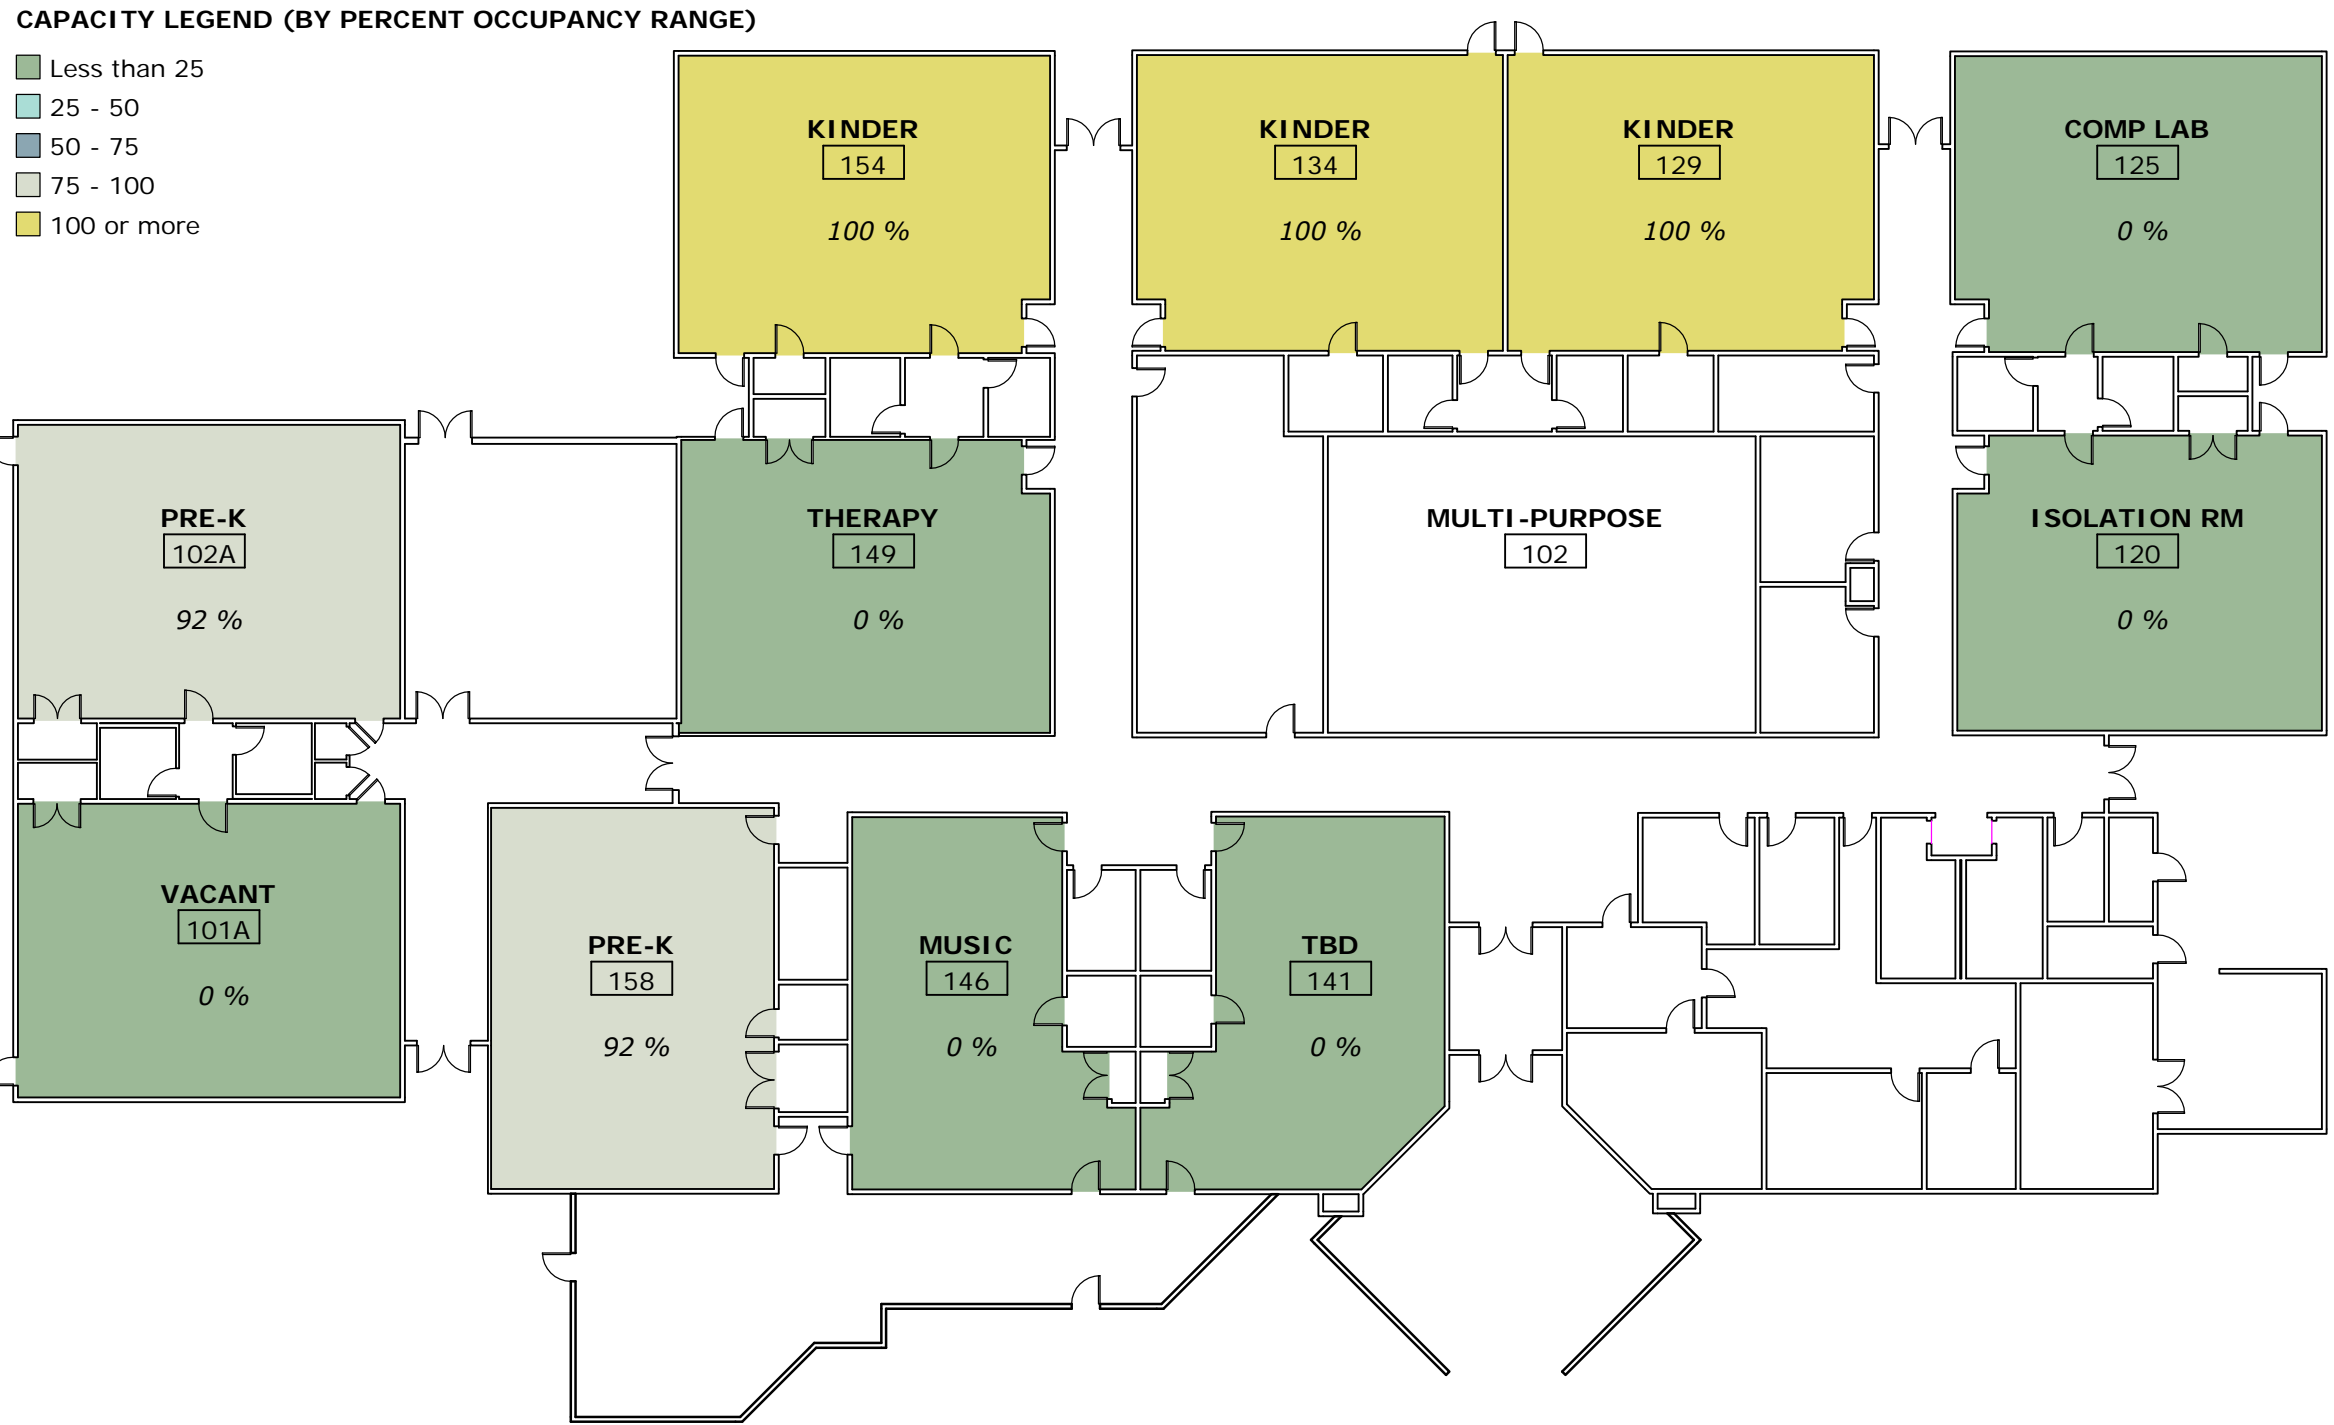 CAPACITY LEGEND (BY PERCENT OCCUPANCY RANGE)
Less than 25
25 - 50
50 - 75
75 - 100
100 or more
KINDER
154
100 %
KINDER
134
100 %
KINDER
129
100 %
COMP LAB
125
0 %
PRE-K
102A
92 %
THERAPY
149
0 %
MULTI-PURPOSE
102
ISOLATION RM
120
0 %
VACANT
101A
0 %
PRE-K
158
92 %
MUSIC
146
0 %
TBD
141
0 %